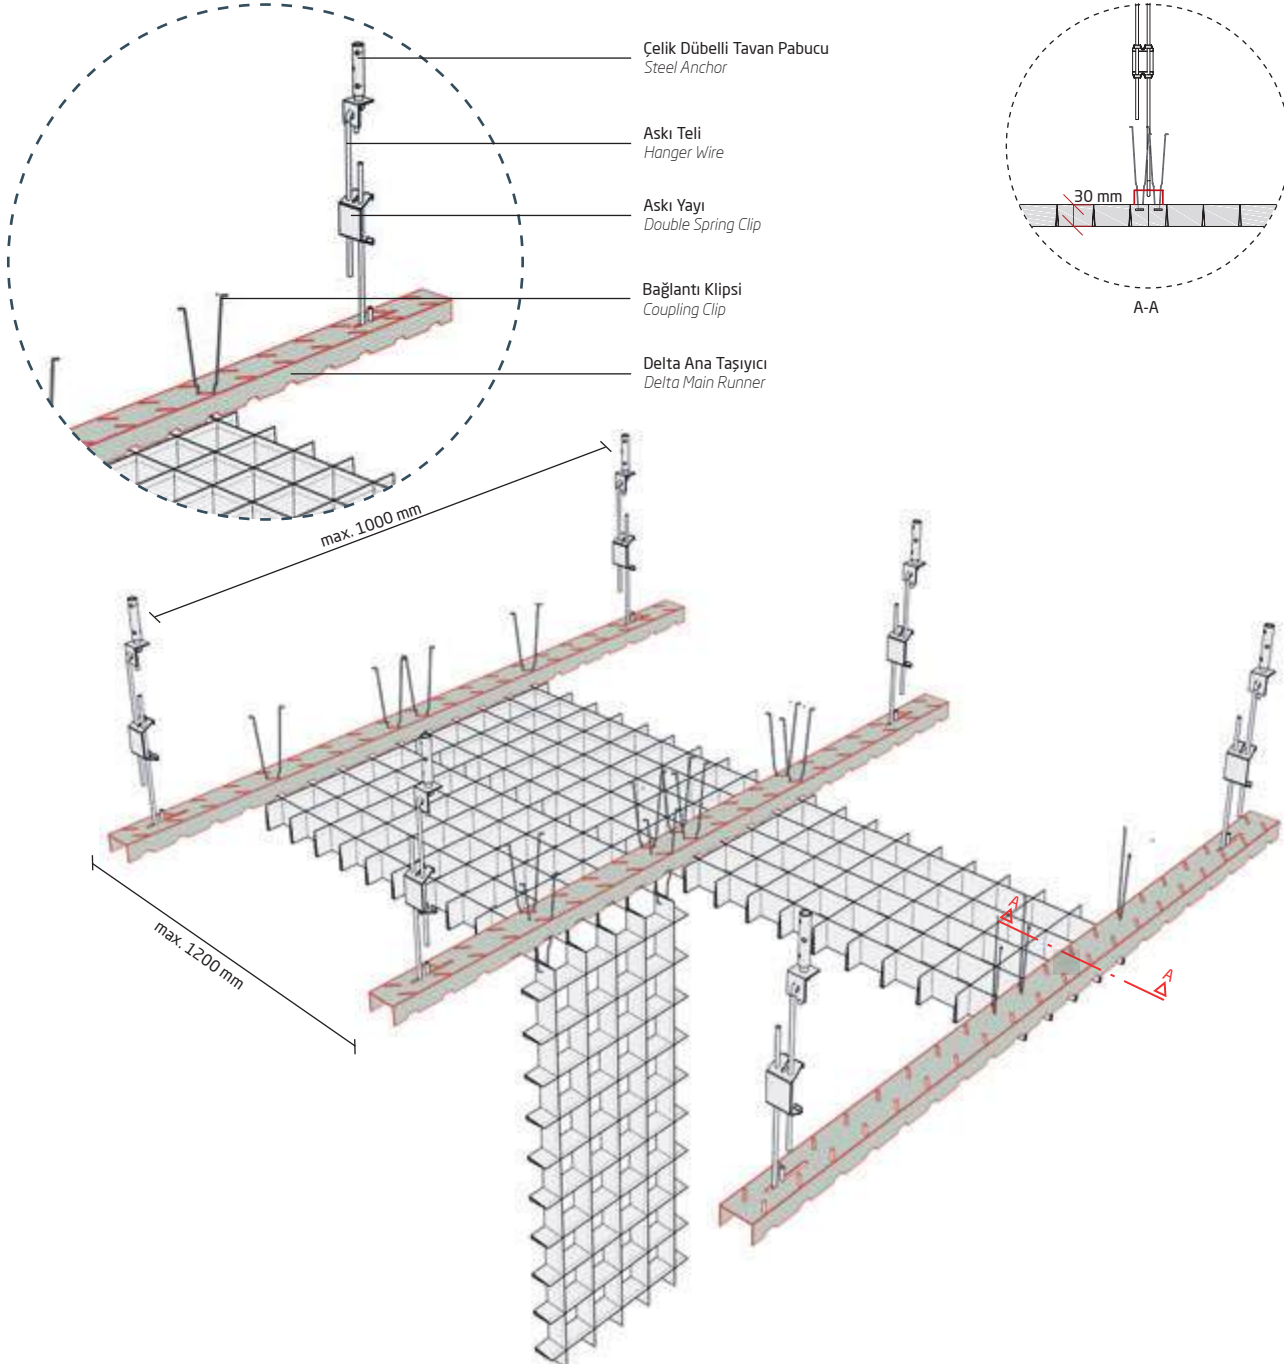 Çelik Dübelli Tavan Pabucu
Steel Anchor
Askı Teli
Hanger Wire
Askı Yayı
Double Spring Clip
Bağlantı Klipsi
Coupling Clip
Delta Ana Taşıyıcı
Delta Main Runner
30 mm
A-A
max. 1000 mm
max. 1200 mm
A
A